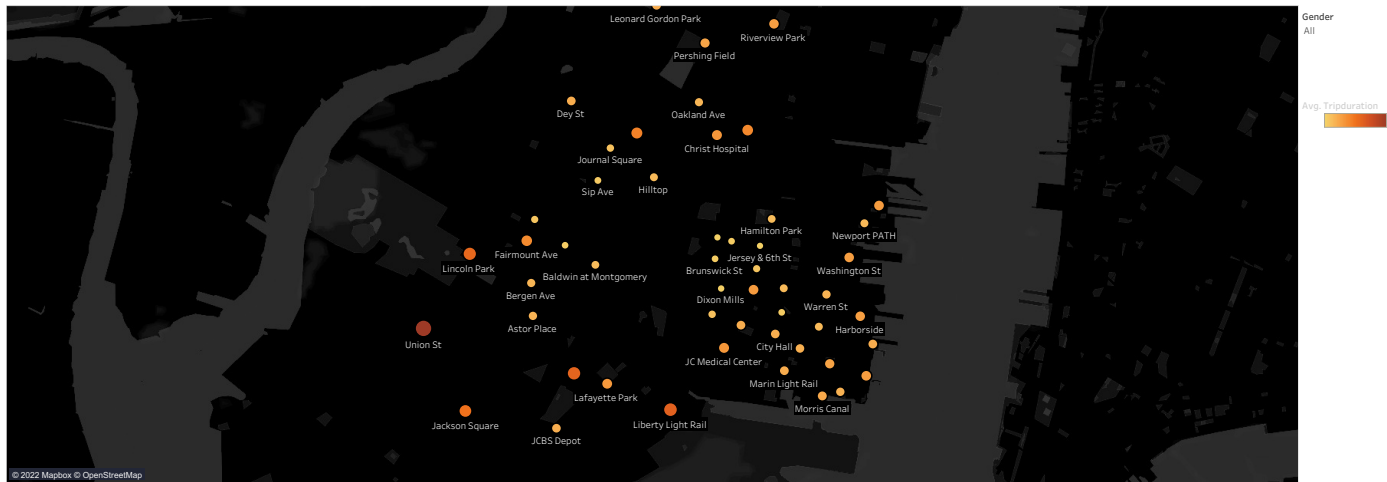 Leonard Gordon Park
Gender
All
Riverview Park
Pershing Field
Avg. Tripduration
Dey St
Oakland Ave
Christ Hospital
Journal Square
Sip Ave
Hilltop
Hamilton Park
Newport PATH
Fairmount Ave
Jersey & 6th St
Lincoln Park
Brunswick St
Washington St
Baldwin at Montgomery
Bergen Ave
Dixon Mills
Warren St
Astor Place
Harborside
Union St
City Hall
JC Medical Center
Marin Light Rail
Lafayette Park
Morris Canal
Jackson Square
Liberty Light Rail
JCBS Depot
© 2022 Mapbox © OpenStreetMap